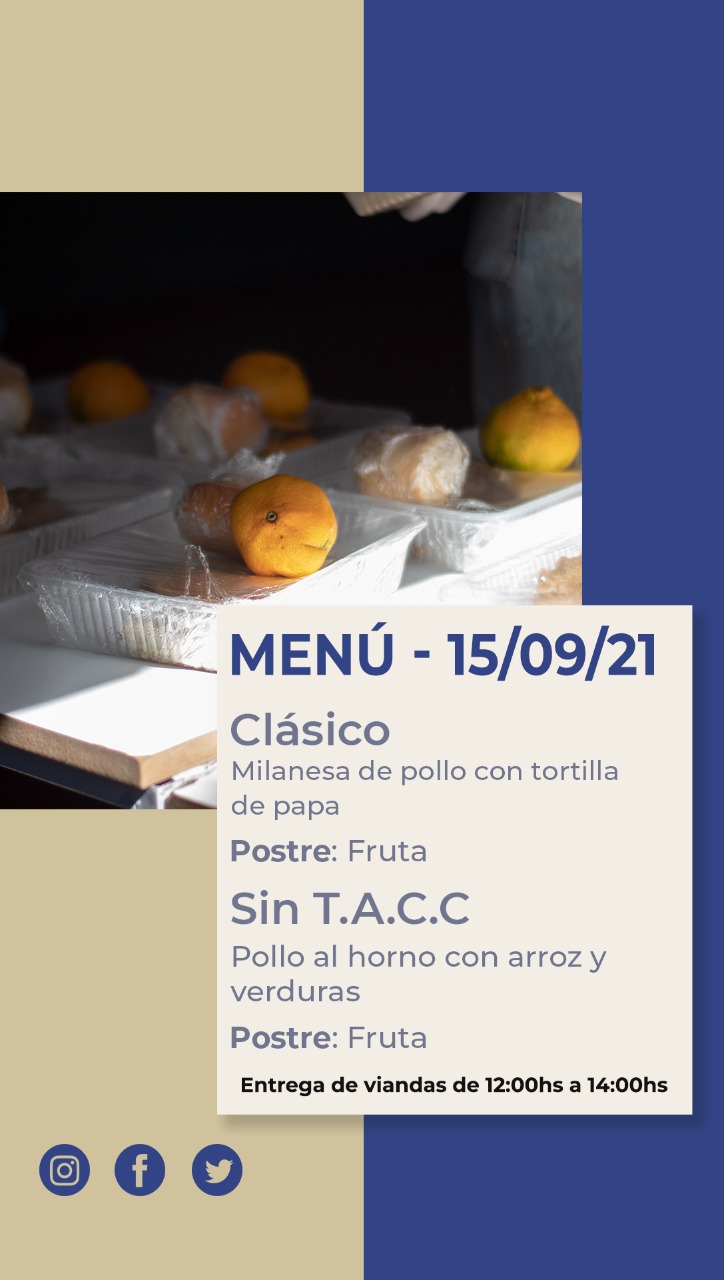 MENÚ - 15/09/21
Clásico
Milanesa de pollo con tortilla
de papa
Postre: Fruta
Sin T.A.C.C
Pollo al horno con arroz y
verduras
Postre: Fruta
Entrega de viandas de 12:00hs a 14:00hs